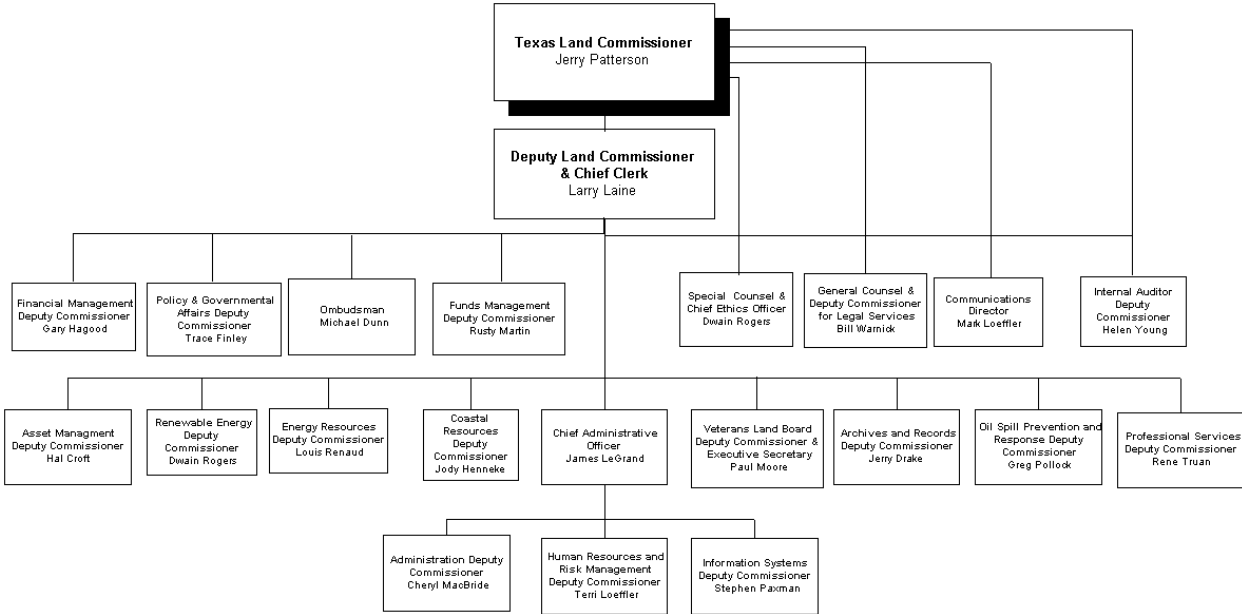 Texas Land Commissioner
Jerry Patterson
Deputy Land Commissioner
& Chief Clerk
Larry Laine
Financial Management
Deputy Commissioner
Gary Hagood
Policy & Governmental
Affairs Deputy
Commissioner
Trace Finley
Ombudsman
Michael Dunn
Funds Management
Deputy Commissioner
Rusty Martin
Special Counsel &
Chief Ethics Officer
Dwain Rogers
General Counsel &
Deputy Commissioner
for Legal Services
Bill Warnick
Communications
Director
Mark Loeffler
Internal Auditor
Deputy
Commissioner
Helen Young
Asset Managment
Deputy Commissioner
Hal Croft
Renewable Energy
Deputy
Commissioner
Dwain Rogers
Energy Resources
Deputy Commissioner
Louis Renaud
Coastal
Resources
Deputy
Commissioner
Jody Henneke
Chief Administrative
Officer
James LeGrand
Veterans Land Board
Deputy Commissioner &
Executive Secretary
Paul Moore
Archives and Records
Deputy Commissioner
Jerry Drake
Oil Spill Prevention and
Response Deputy
Commissioner
Greg Pollock
Professional Services
Deputy Commissioner
Rene Truan
Administration Deputy
Commissioner
Cheryl MacBride
Human Resources and
Risk Management
Deputy Commissioner
Terri Loeffler
Information Systems
Deputy Commissioner
Stephen Paxman